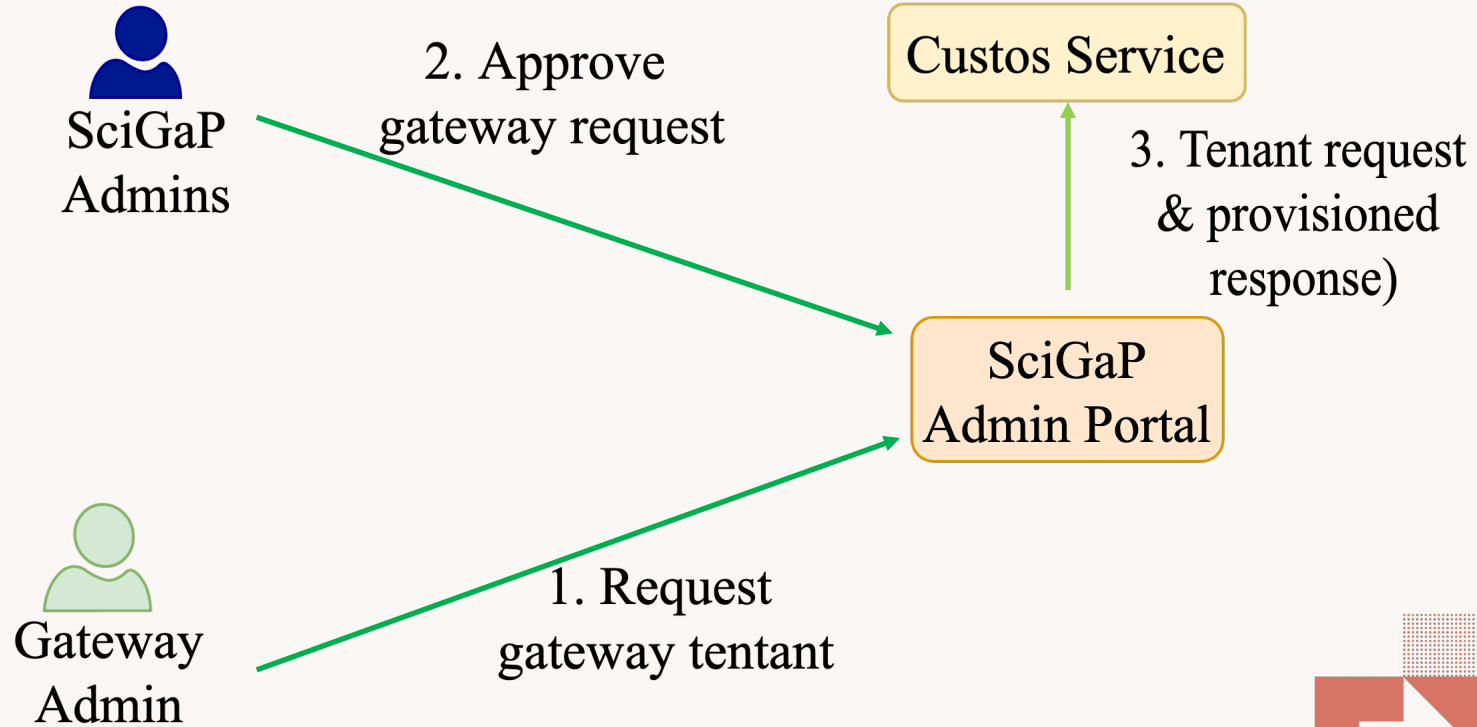 SciGaP
Admins
2. Approve
gateway request
Custos Service
3. Tenant request
& provisioned
response)
SciGaP
Admin Portal
1. Request
gateway tentant
Gateway
Admin